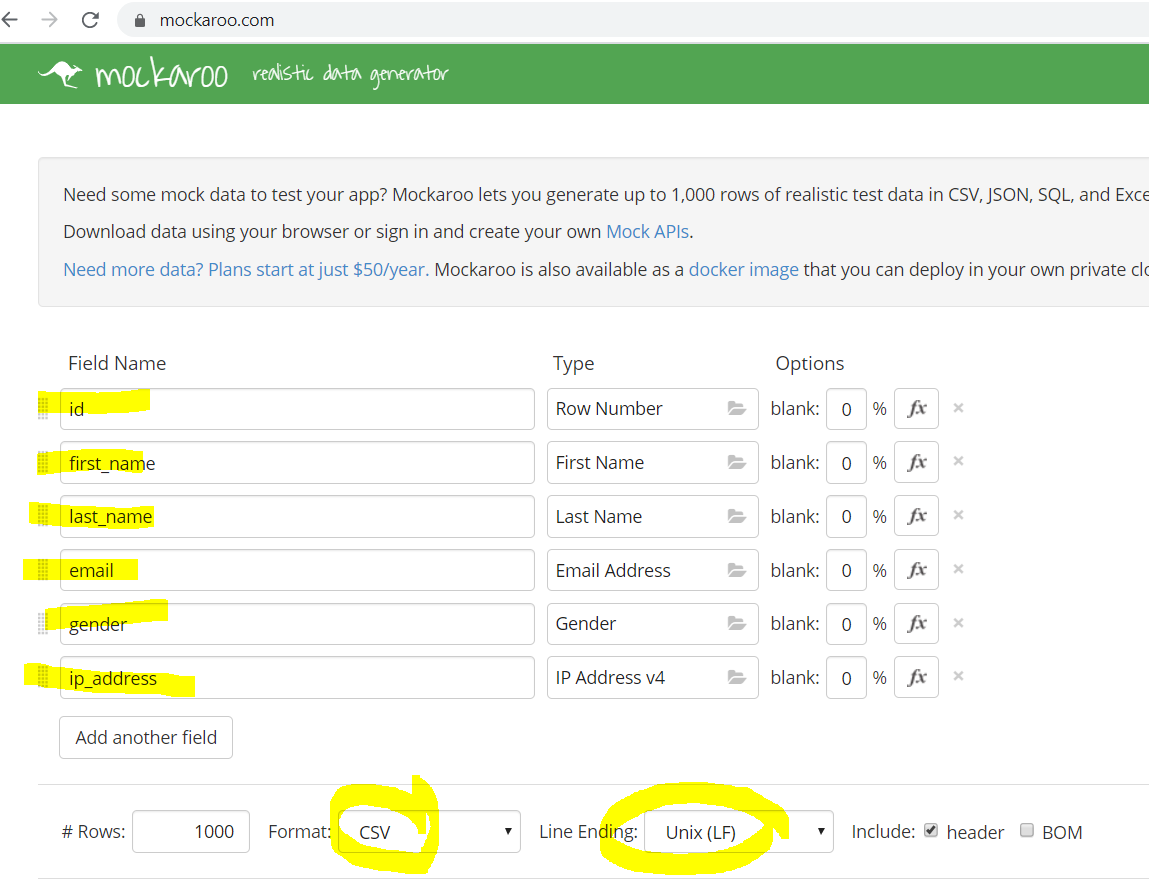 mockaroo.com
mockaroo realistic data generator
Need some mock data to test your app? Mockaroo lets you generate up to 1,000 rows of realistic test data in CSV, JSON, SQL, and Exce
Download data using your browser or sign in and create your own Mock APIs.
Need more data? Plans start at just $50/year. Mockaroo is also available as a docker image that you can deploy in your own private clo
Field Name Type Options
id Row Number blank: 0 % fx ×
first_name First Name blank: 0 % fx ×
last_name Last Name blank: 0 % fx ×
email Email Address blank: 0 % fx ×
gender Gender blank: 0 % fx ×
ip_address IP Address v4 blank: 0 % fx ×
Add another field
# Rows: 1000 Format: CSV Line Ending: Unix (LF) Include: header BOM